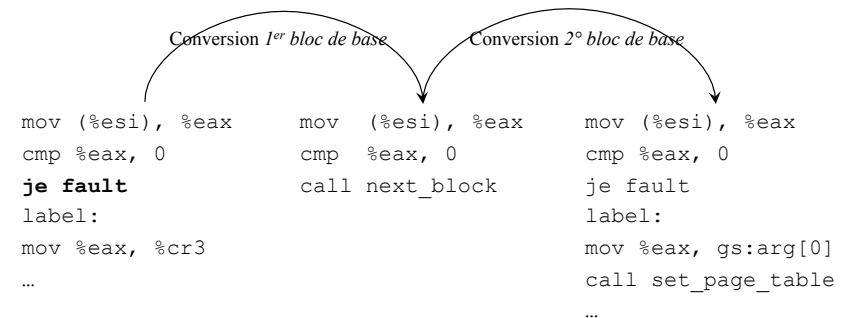 Conversion 1er bloc de base
Conversion 2° bloc de base
mov (%esi), %eax
cmp %eax, 0
je fault
label:
mov %eax, %cr3
…
mov (%esi), %eax
cmp %eax, 0
call next_block
mov (%esi), %eax
cmp %eax, 0
je fault
label:
mov %eax, gs:arg[0]
call set_page_table
…